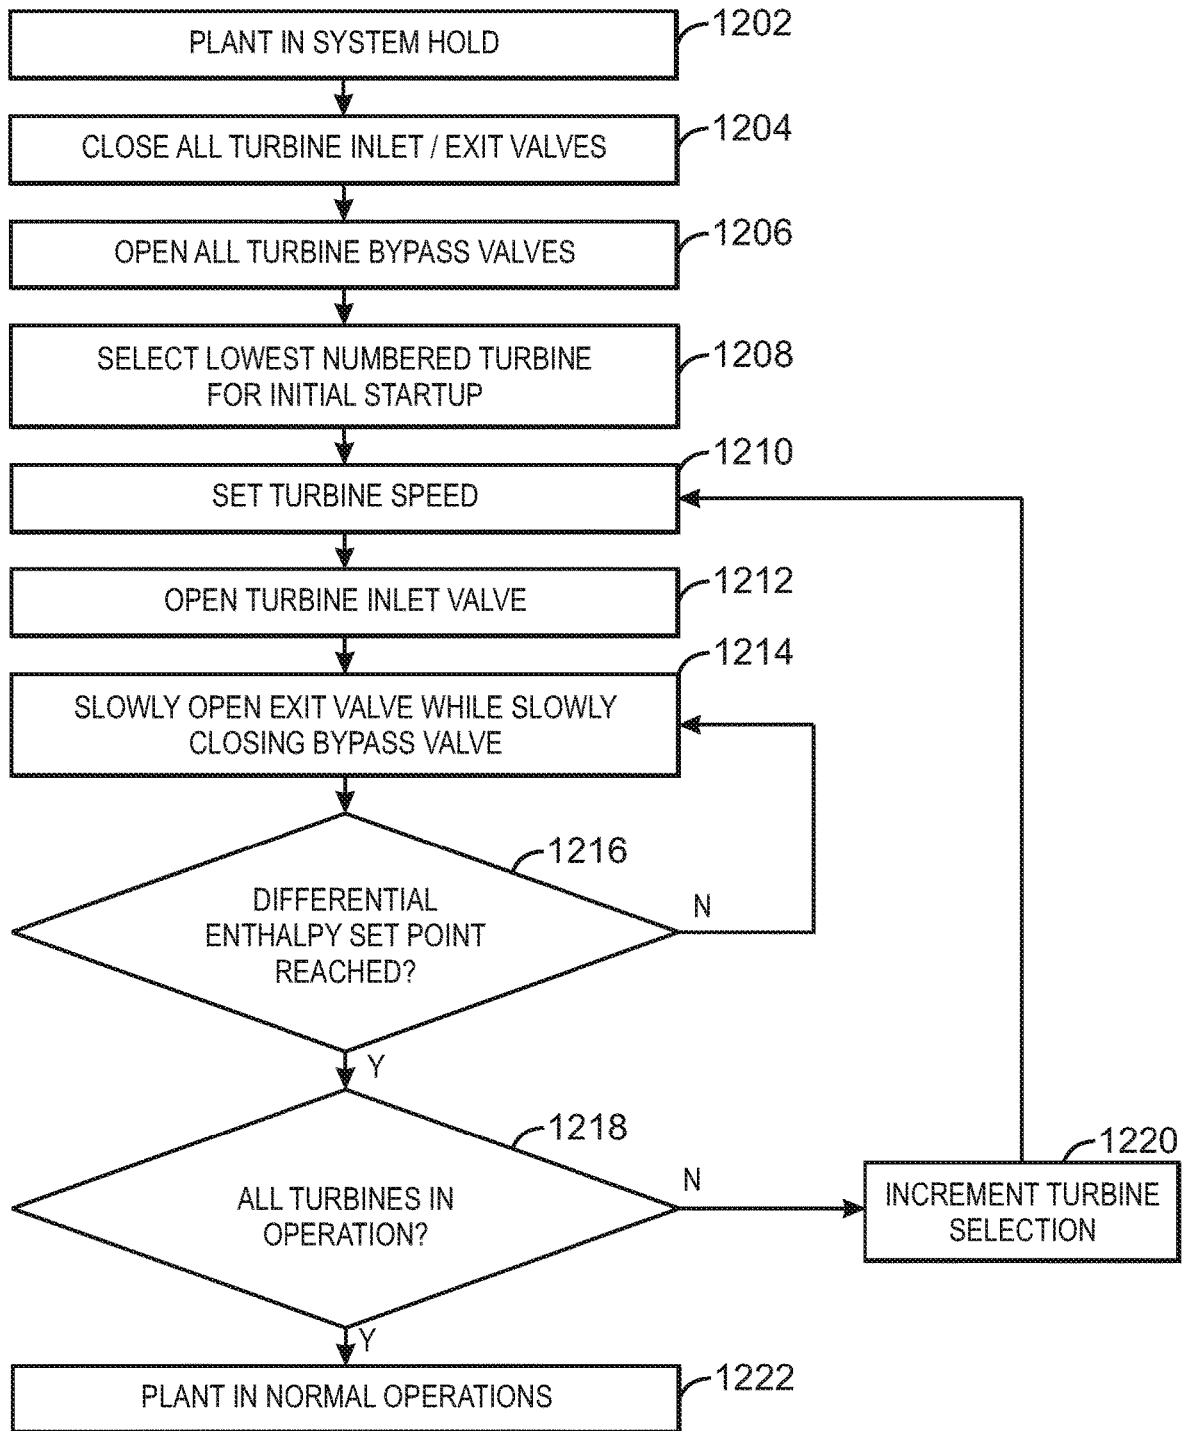 PLANT IN SYSTEM HOLD
1202
CLOSE ALL TURBINE INLET / EXIT VALVES
1204
OPEN ALL TURBINE BYPASS VALVES
1206
SELECT LOWEST NUMBERED TURBINE
FOR INITIAL STARTUP
1208
SET TURBINE SPEED
1210
OPEN TURBINE INLET VALVE
1212
SLOWLY OPEN EXIT VALVE WHILE SLOWLY
CLOSING BYPASS VALVE
1214
DIFFERENTIAL
ENTHALPY SET POINT
REACHED?
1216
N
Y
ALL TURBINES IN
OPERATION?
1218
N
INCREMENT TURBINE
SELECTION
1220
Y
PLANT IN NORMAL OPERATIONS
1222